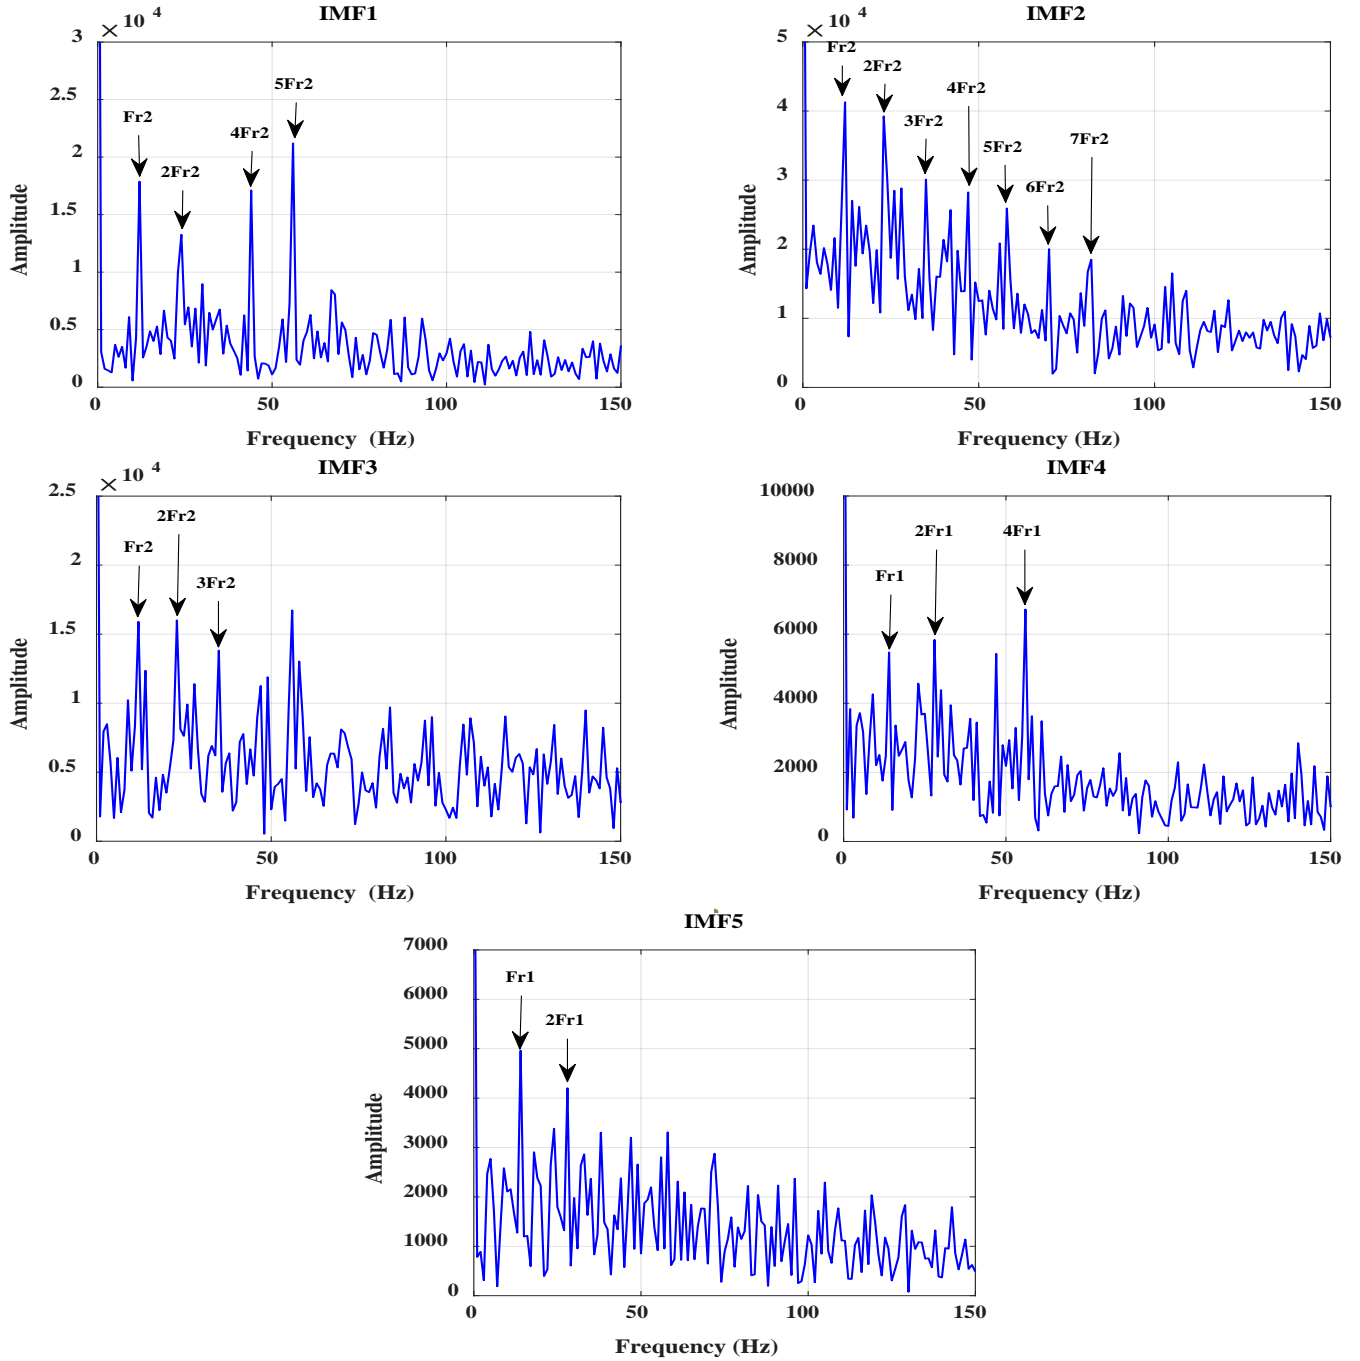 IMF1
× 10 4
3
2.5
2
1.5
1
0.5
0
0 50 100 150
Amplitude
Frequency (Hz)
Fr2
2Fr2
4Fr2
5Fr2
IMF2
× 10 4
5
4
3
2
1
0
0 50 100 150
Amplitude
Frequency (Hz)
Fr2
2Fr2
3Fr2
4Fr2
5Fr2
6Fr2
7Fr2
IMF3
× 10 4
2.5
2
1.5
1
0.5
0
0 50 100 150
Amplitude
Frequency (Hz)
Fr2
2Fr2
3Fr2
IMF4
10000
8000
6000
4000
2000
0
0 50 100 150
Amplitude
Frequency (Hz)
Fr1
2Fr1
4Fr1
IMF5
7000
6000
5000
4000
3000
2000
1000
0
0 50 100 150
Amplitude
Frequency (Hz)
Fr1
2Fr1